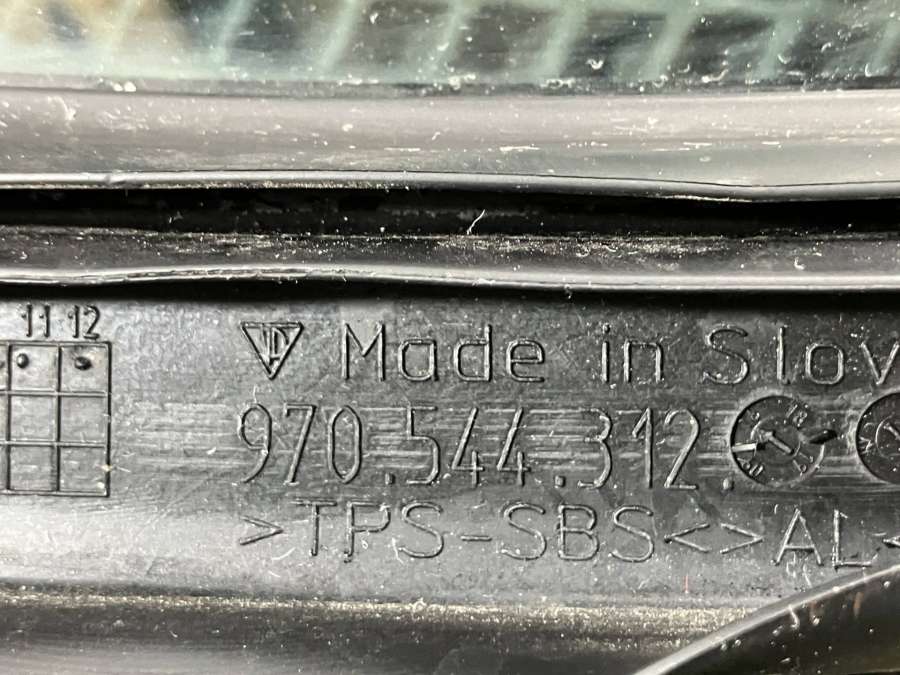 11 12
Made in Slov
970.544.312.
>TPS-SBS<>AL<